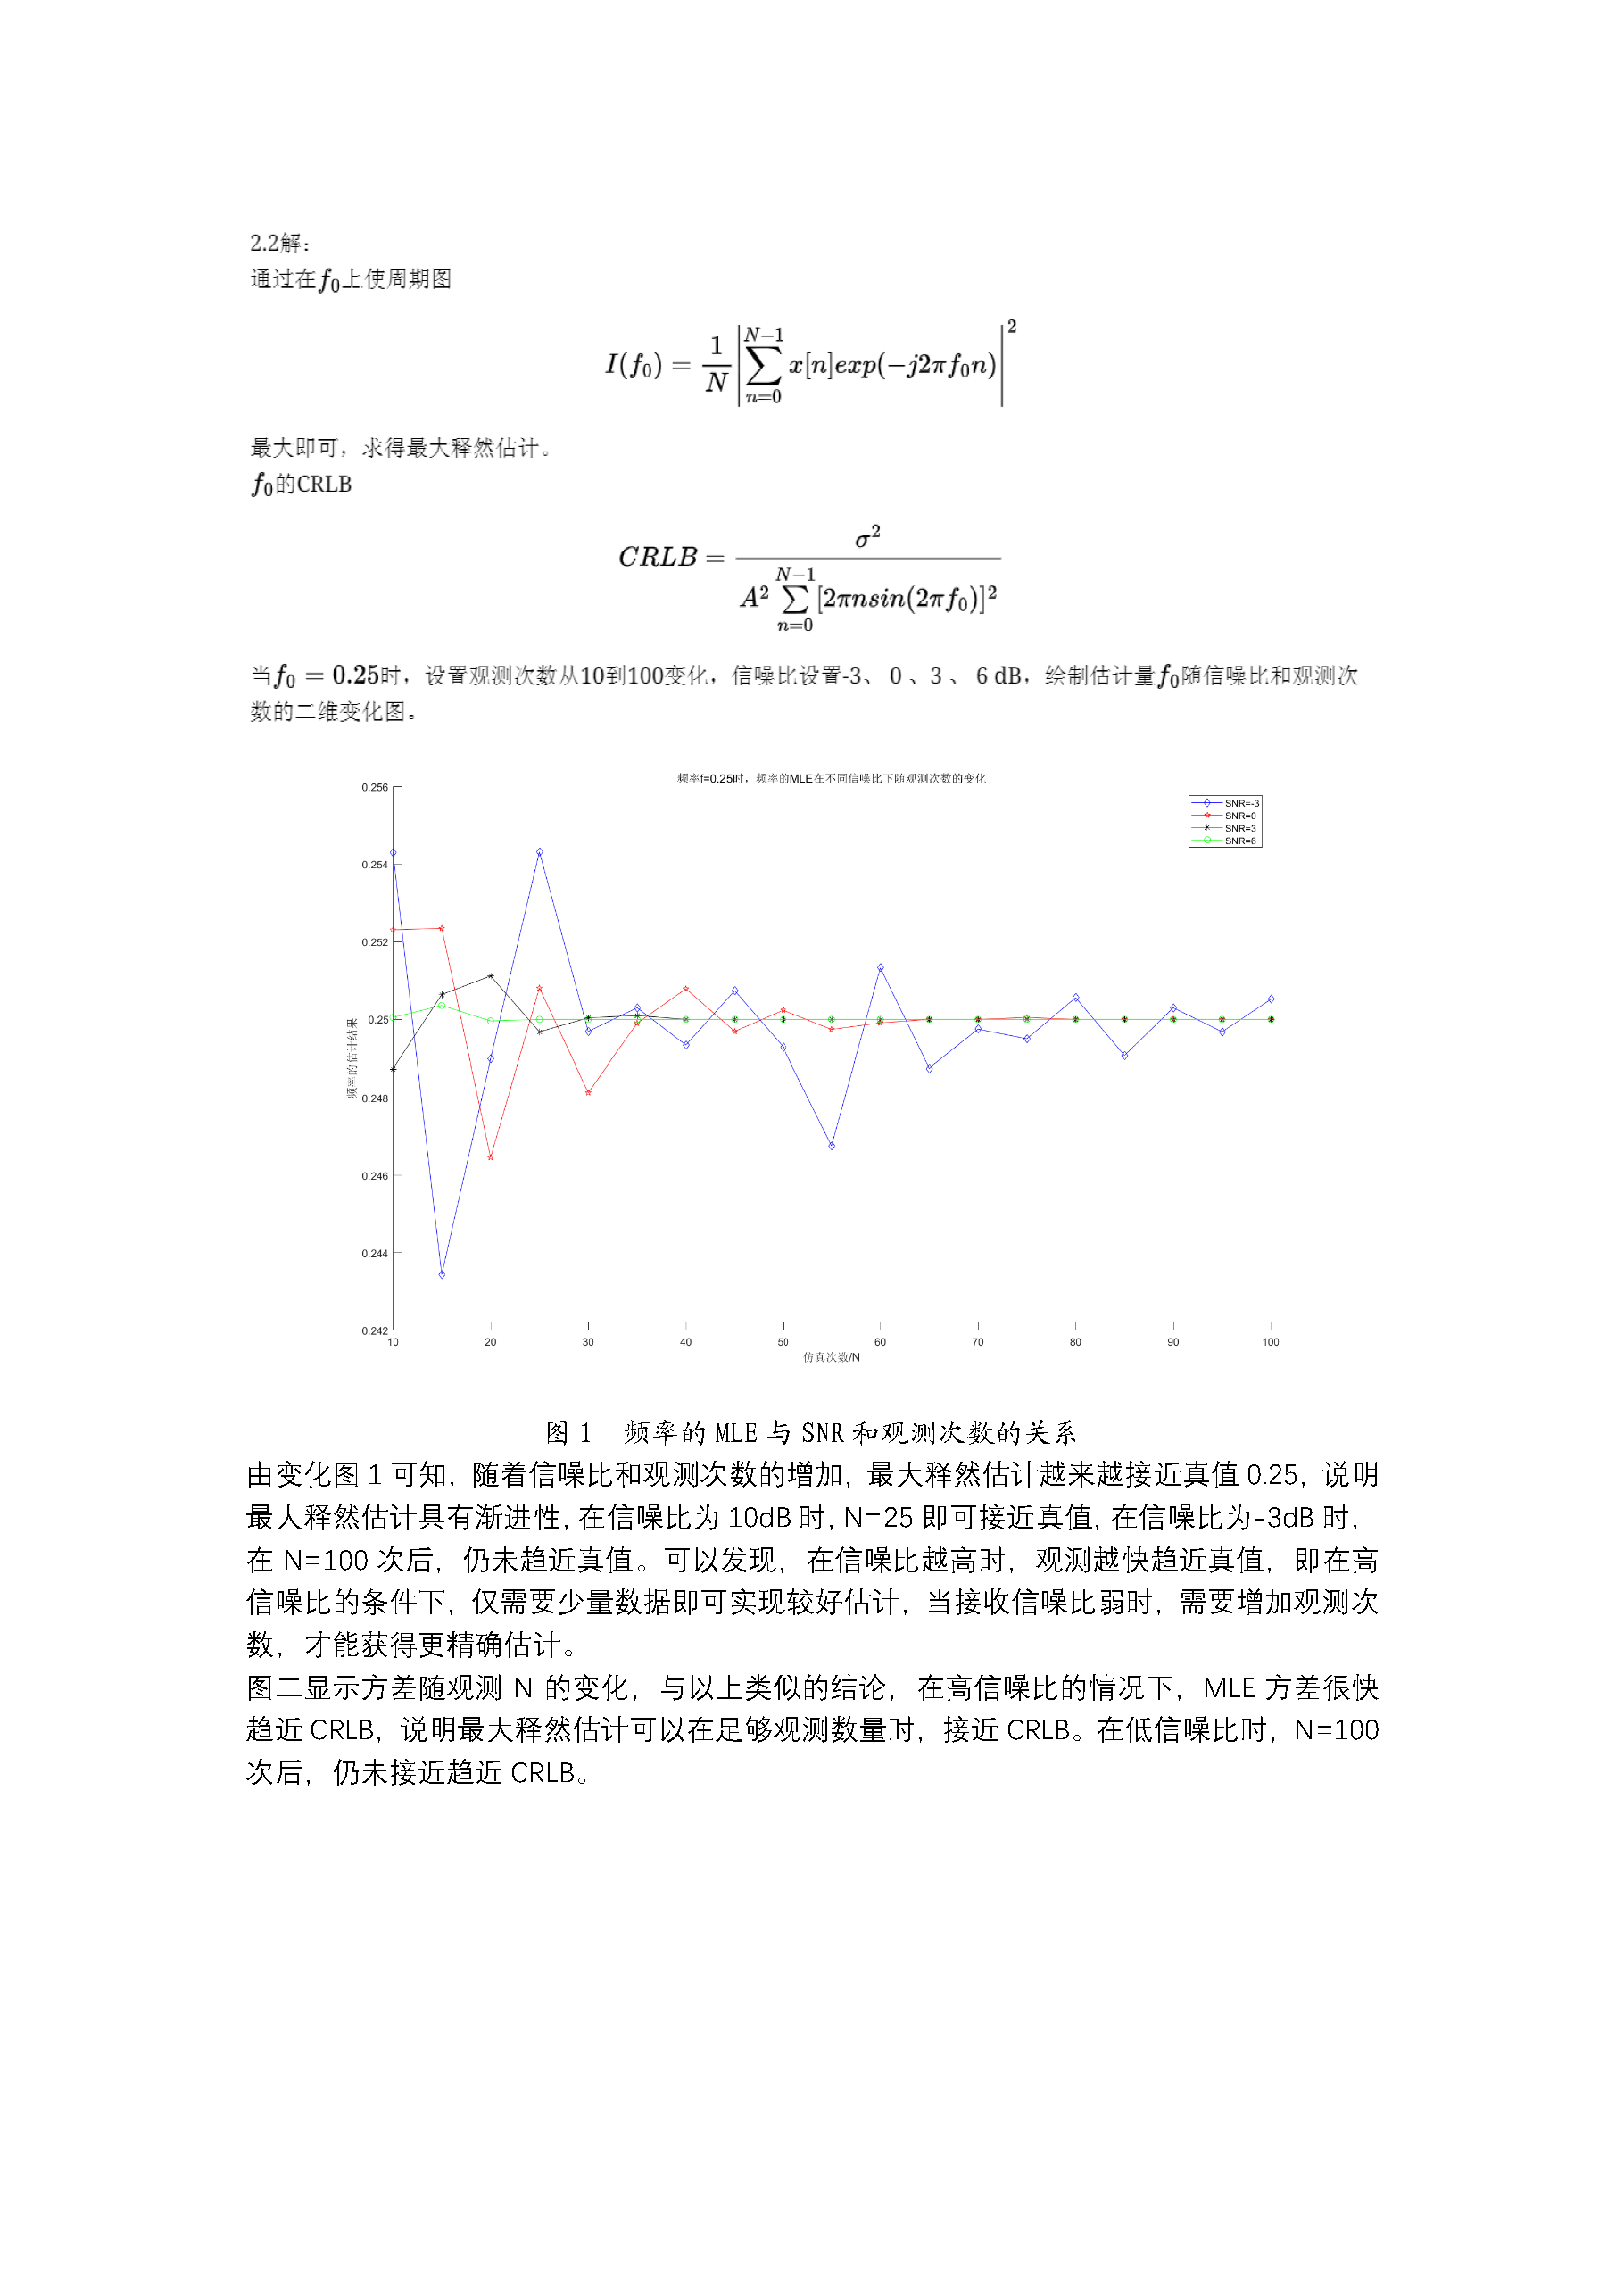 2.2解：
通过在f₀上使周期图
I(f₀) = \frac{1}{N} \left| \sum_{n=0}^{N-1} x[n]exp(-j2πf₀n) \right|^2
最大即可，求得最大释然估计。
f₀的CRLB
CRLB = \frac{σ^2}{A^2 \sum_{n=0}^{N-1} [2πnsin(2πf₀)]^2}
当f₀ = 0.25时，设置观测次数从10到100变化，信噪比设置-3、 0 、3 、 6 dB，绘制估计量f₀随信噪比和观测次
数的二维变化图。
频率f=0.25时，频率的MLE在不同信噪比下随观测次数的变化
SNR=-3
SNR=0
SNR=3
SNR=6
0.256
0.254
0.252
0.25
0.248
0.246
0.244
0.242
频率的估计结果
10 20 30 40 50 60 70 80 90 100
仿真次数/N
图 1 频率的 MLE 与 SNR 和观测次数的关系
由变化图 1 可知，随着信噪比和观测次数的增加，最大释然估计越来越接近真值 0.25，说明
最大释然估计具有渐进性，在信噪比为 10dB 时，N=25 即可接近真值，在信噪比为-3dB 时，
在 N=100 次后，仍未趋近真值。可以发现，在信噪比越高时，观测越快趋近真值，即在高
信噪比的条件下，仅需要少量数据即可实现较好估计，当接收信噪比弱时，需要增加观测次
数，才能获得更精确估计。
图二显示方差随观测 N 的变化，与以上类似的结论，在高信噪比的情况下，MLE 方差很快
趋近 CRLB，说明最大释然估计可以在足够观测数量时，接近 CRLB。在低信噪比时，N=100
次后，仍未接近趋近 CRLB。